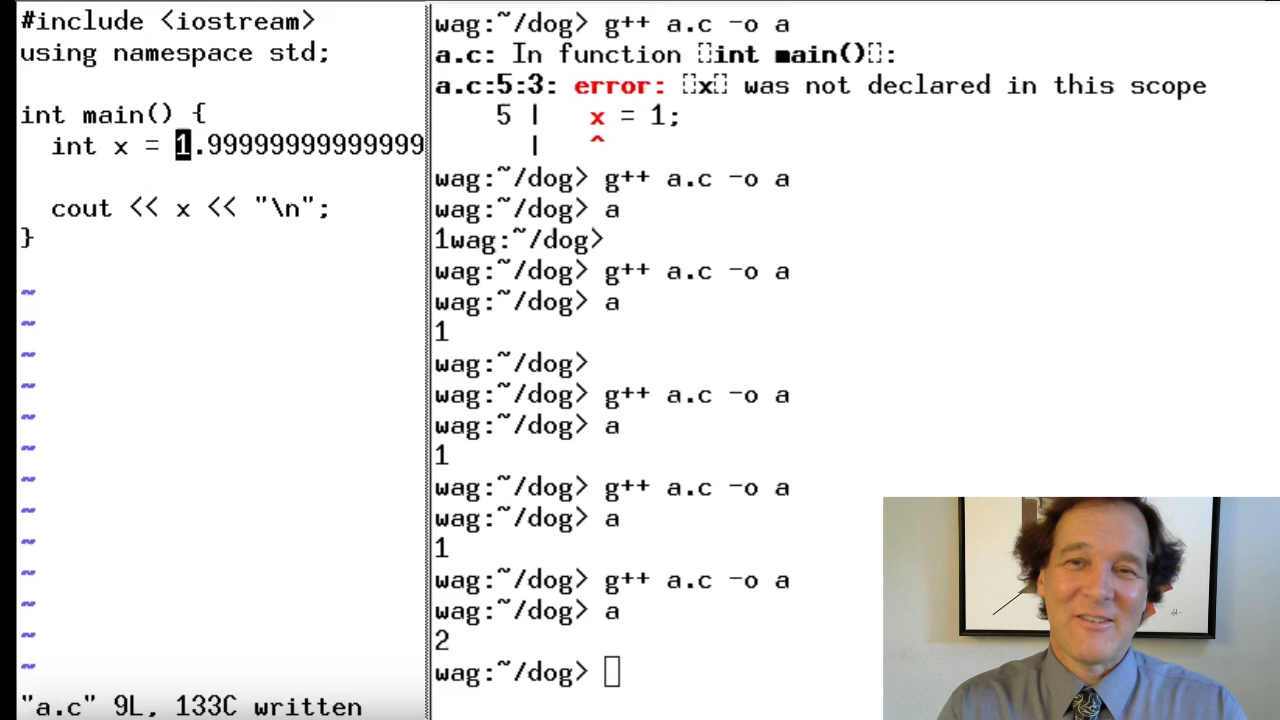 #include <iostream>
using namespace std;
int main() {
int x = 1.99999999999999
cout << x << "\n";
}
~
~
~
~
~
~
~
~
~
~
~
~
~
"a.c" 9L, 133C written
wag:~/dog> g++ a.c -o a
a.c: In function int main():
a.c:5:3: error: x was not declared in this scope
5 | x = 1;
| ^
wag:~/dog> g++ a.c -o a
wag:~/dog> a
1wag:~/dog>
wag:~/dog> g++ a.c -o a
wag:~/dog> a
1
wag:~/dog>
wag:~/dog> g++ a.c -o a
wag:~/dog> a
1
wag:~/dog> g++ a.c -o a
wag:~/dog> a
1
wag:~/dog> g++ a.c -o a
wag:~/dog> a
2
wag:~/dog>